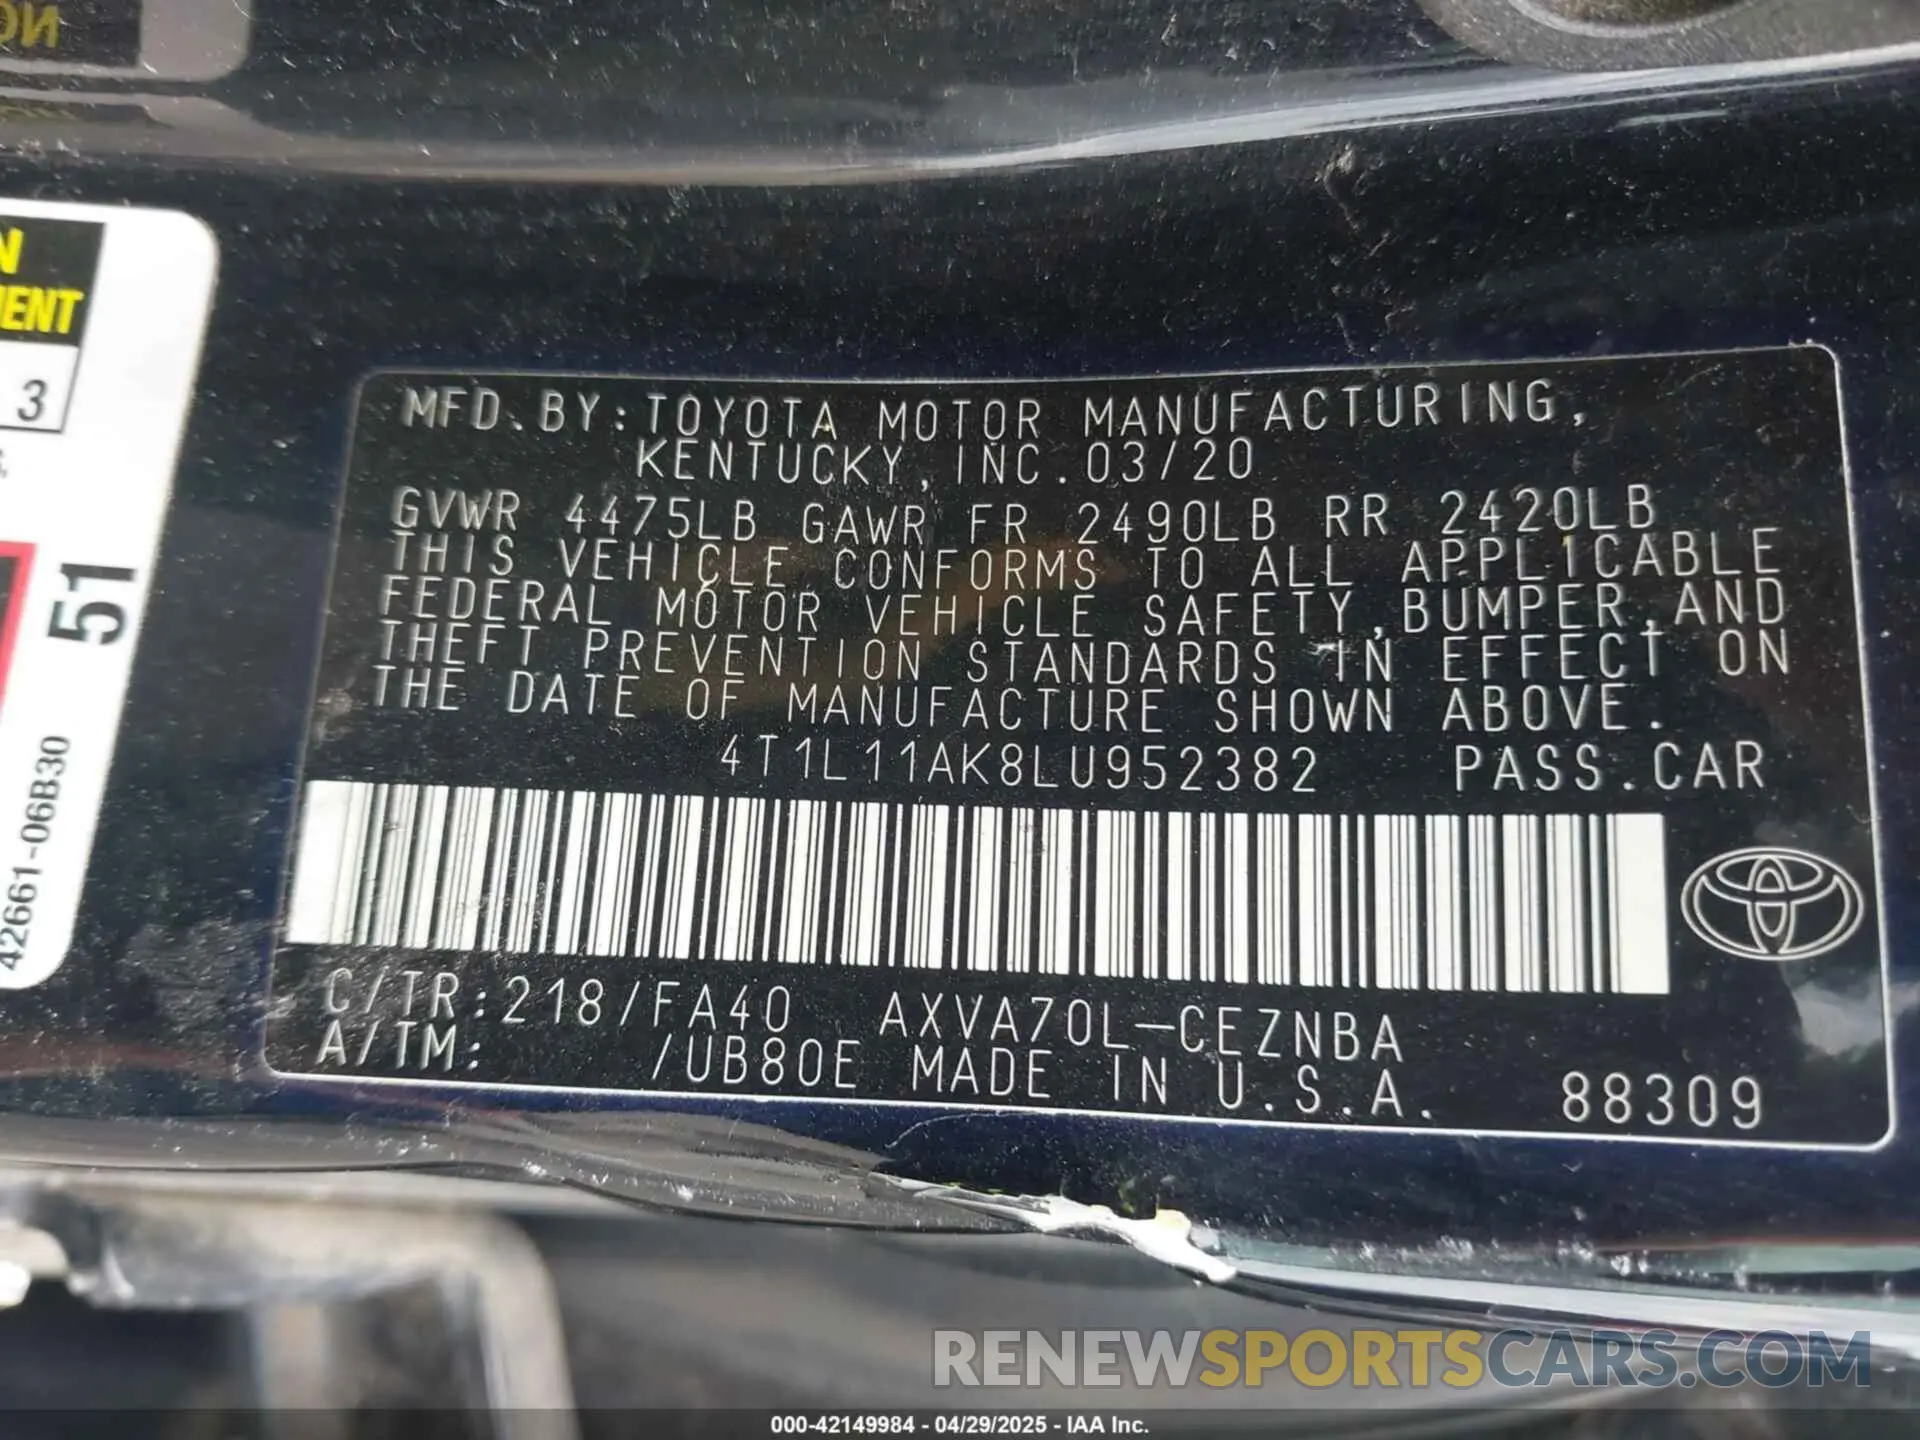 N
MENT
3
51
42661-06B30
MFD.BY:TOYOTA MOTOR MANUFACTURING,
KENTUCKY, INC.03/20
GVWR 4475LB GAWR FR 2490LB RR 2420LB
THIS VEHICLE CONFORMS TO ALL APPLICABLE
FEDERAL MOTOR VEHICLE SAFETY,BUMPER,AND
THEFT PREVENTION STANDARDS IN EFFECT ON
THE DATE OF MANUFACTURE SHOWN ABOVE.
4T1L11AK8LU952382 PASS.CAR
C/TR:218/FA40 AXVA70L-CEZNBA
A/TM: /UB80E MADE IN U.S.A. 88309
RENEWSPORTSCARS.COM
000-42149984 - 04/29/2025 - IAA Inc.